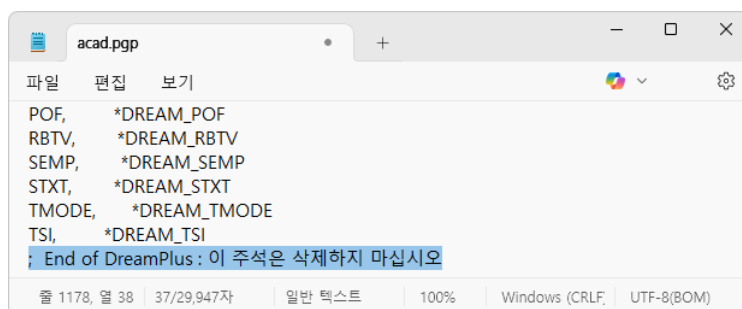 acad.pgp
파일 편집 보기
POF, *DREAM_POF
RBTV, *DREAM_RBTV
SEMP, *DREAM_SEMP
STXT, *DREAM_STXT
TMODE, *DREAM_TMODE
TSI, *DREAM_TSI
; End of DreamPlus : 이 주석은 삭제하지 마십시오
줄 1178, 열 38 37/29,947자 일반 텍스트 100% Windows (CRLF) UTF-8(BOM)